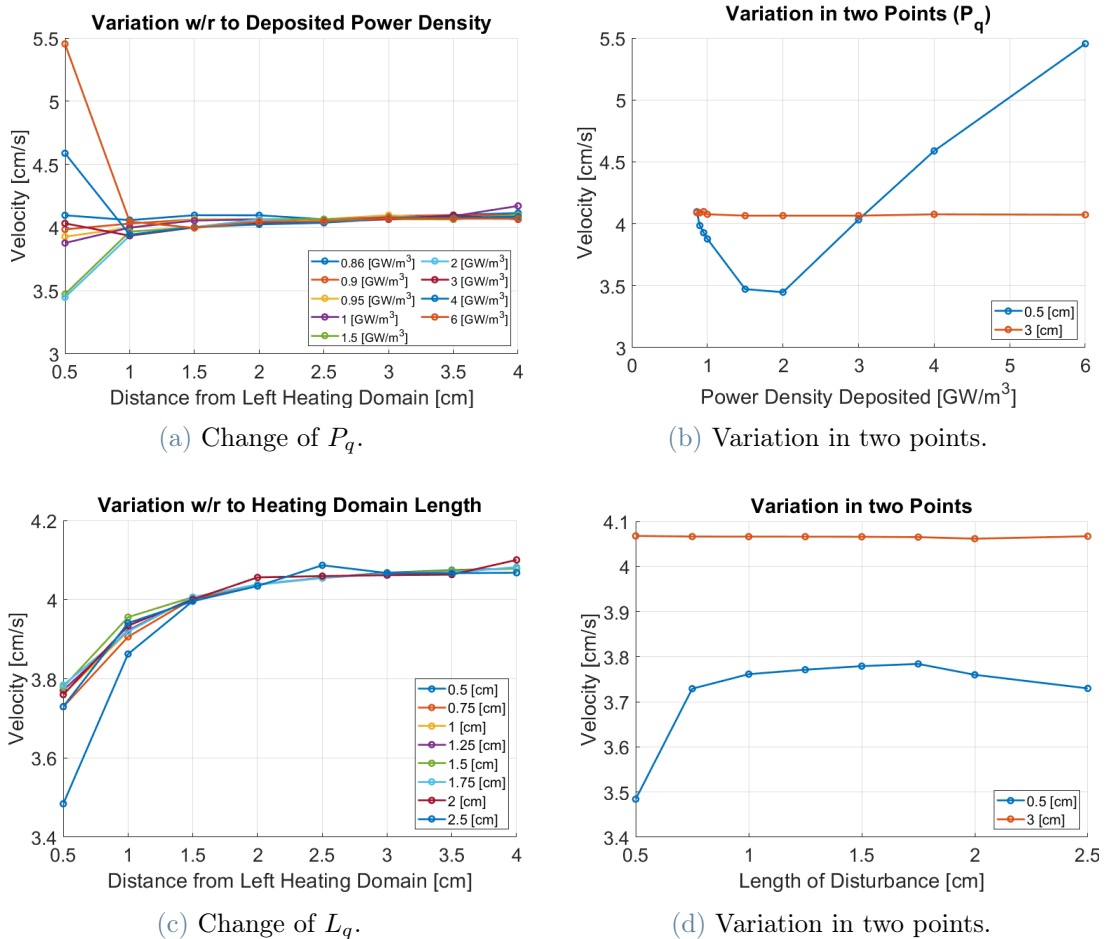 Variation w/r to Deposited Power Density
5.5
5
4.5
4
3.5
3
Velocity [cm/s]
0.86 [GW/m³]
0.9 [GW/m³]
0.95 [GW/m³]
1 [GW/m³]
1.5 [GW/m³]
2 [GW/m³]
3 [GW/m³]
4 [GW/m³]
6 [GW/m³]
0.5 1 1.5 2 2.5 3 3.5 4
Distance from Left Heating Domain [cm]
(a) Change of P_q.
Variation in two Points (P_q)
5.5
5
4.5
4
3.5
3
Velocity [cm/s]
0.5 [cm]
3 [cm]
0 1 2 3 4 5 6
Power Density Deposited [GW/m³]
(b) Variation in two points.
Variation w/r to Heating Domain Length
4.2
4
3.8
3.6
3.4
Velocity [cm/s]
0.5 [cm]
0.75 [cm]
1 [cm]
1.25 [cm]
1.5 [cm]
1.75 [cm]
2 [cm]
2.5 [cm]
0.5 1 1.5 2 2.5 3 3.5 4
Distance from Left Heating Domain [cm]
(c) Change of L_q.
Variation in two Points
4.1
4
3.9
3.8
3.7
3.6
3.5
3.4
Velocity [cm/s]
0.5 [cm]
3 [cm]
0.5 1 1.5 2 2.5
Length of Disturbance [cm]
(d) Variation in two points.